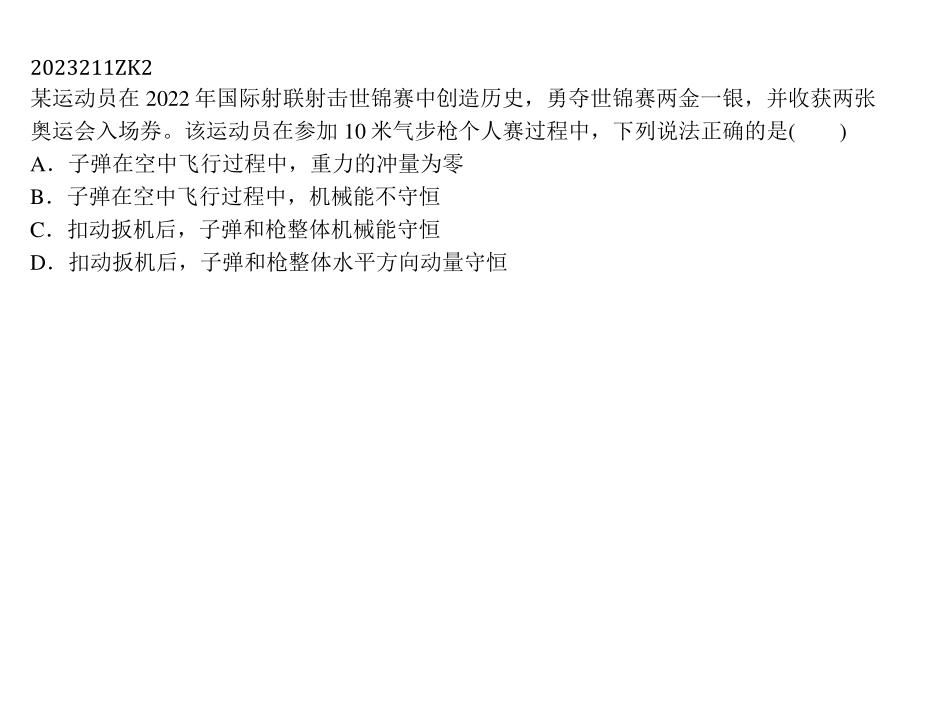 2023211ZK2
某运动员在 2022 年国际射联射击世锦赛中创造历史，勇夺世锦赛两金一银，并收获两张
奥运会入场券。该运动员在参加 10 米气步枪个人赛过程中，下列说法正确的是(　　)
A．子弹在空中飞行过程中，重力的冲量为零
B．子弹在空中飞行过程中，机械能不守恒
C．扣动扳机后，子弹和枪整体机械能守恒
D．扣动扳机后，子弹和枪整体水平方向动量守恒